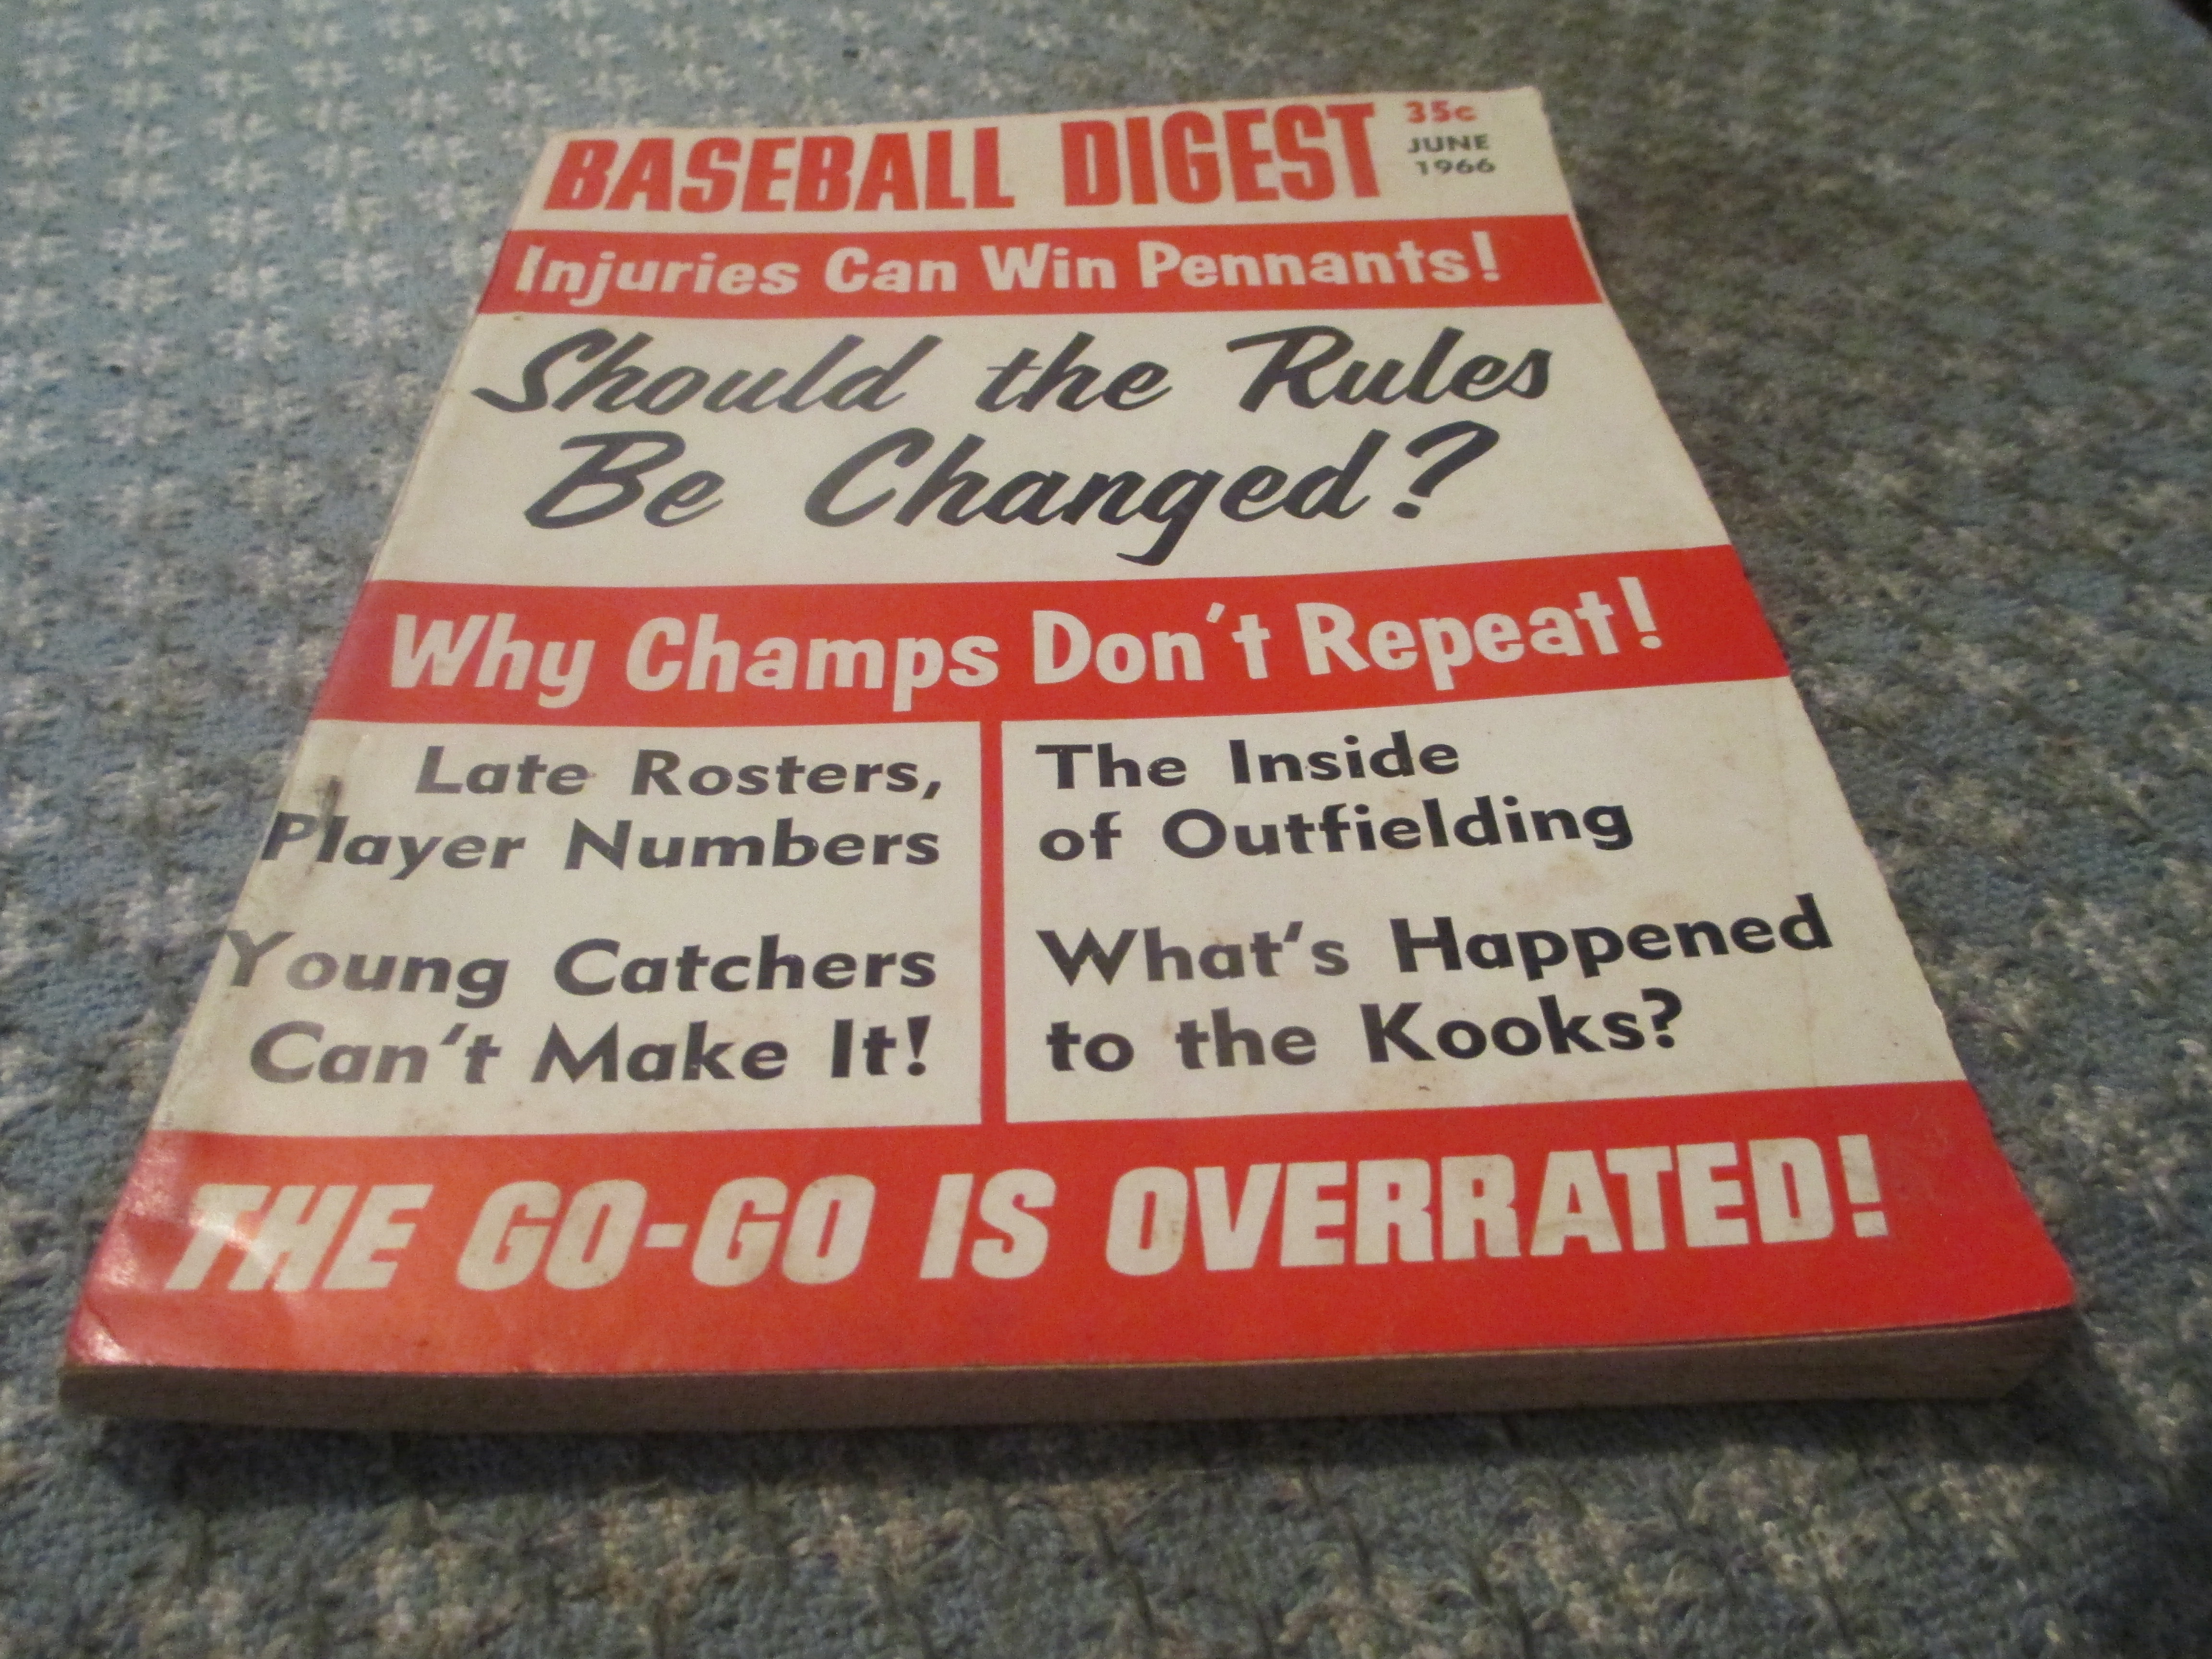 BASEBALL DIGEST
35c
JUNE
1966
Injuries Can Win Pennants!
Should the Rules
Be Changed?
Why Champs Don't Repeat!
Late Rosters,
Player Numbers
Young Catchers
Can't Make It!
The Inside
of Outfielding
What's Happened
to the Kooks?
THE GO-GO IS OVERRATED!